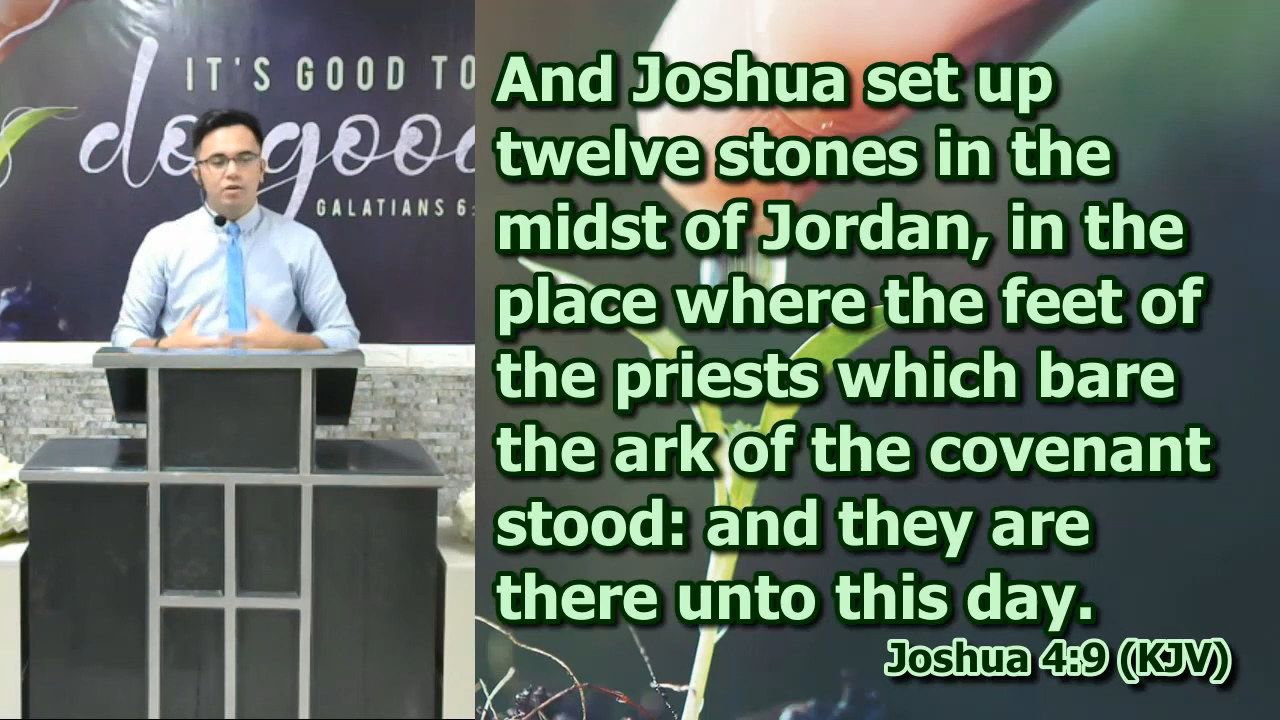 IT'S GOOD TO
do good
GALATIANS 6:
And Joshua set up
twelve stones in the
midst of Jordan, in the
place where the feet of
the priests which bare
the ark of the covenant
stood: and they are
there unto this day.
Joshua 4:9 (KJV)